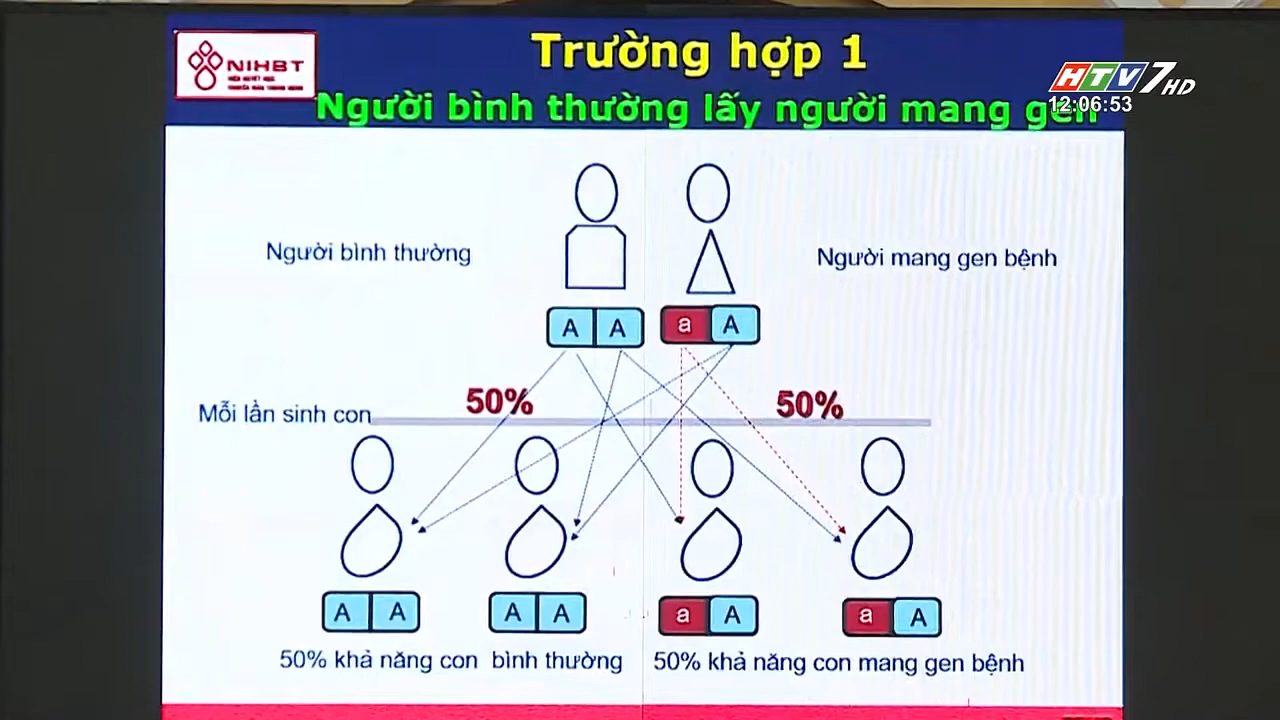 Trường hợp 1
NIHBT
HTV7 HD
12:06:53
Người bình thường lấy người mang gen
Người bình thường
Người mang gen bệnh
A A
a A
50%
50%
Mỗi lần sinh con
A A
A A
a A
a A
50% khả năng con bình thường
50% khả năng con mang gen bệnh